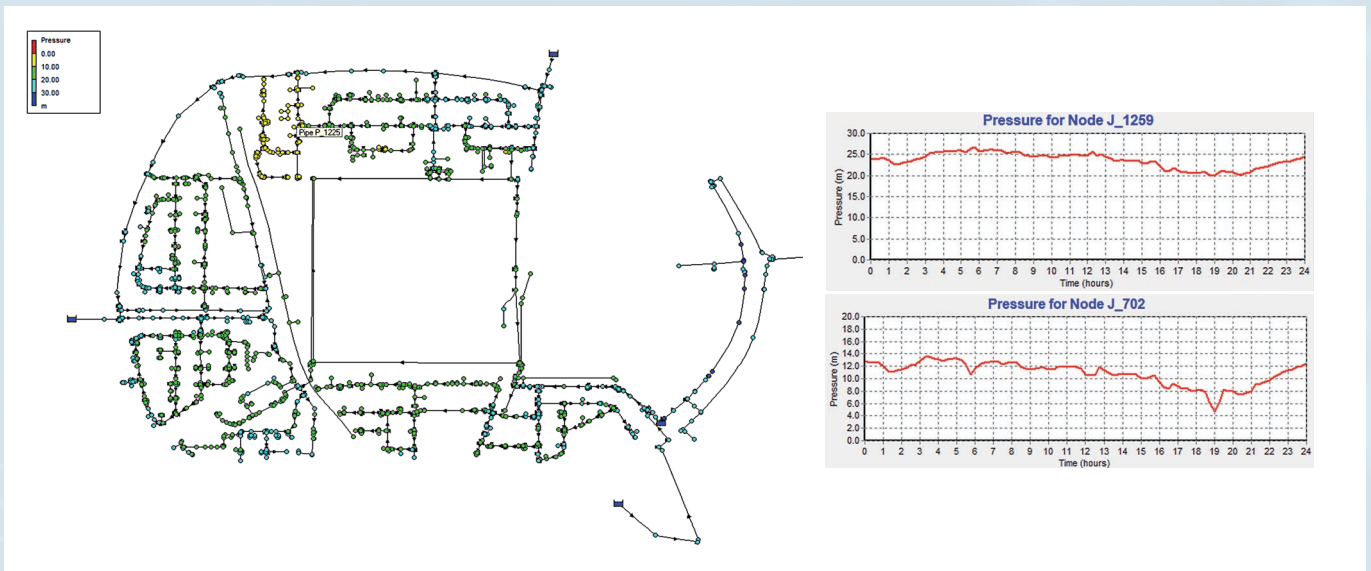 Pressure
0.00
10.00
20.00
30.00
m
Pipe P_1225
Pressure for Node J_1259
30.0
25.0
20.0
15.0
10.0
5.0
0.0
Pressure (m)
0 1 2 3 4 5 6 7 8 9 10 11 12 13 14 15 16 17 18 19 20 21 22 23 24
Time (hours)
Pressure for Node J_702
20.0
18.0
16.0
14.0
12.0
10.0
8.0
6.0
4.0
2.0
0.0
Pressure (m)
0 1 2 3 4 5 6 7 8 9 10 11 12 13 14 15 16 17 18 19 20 21 22 23 24
Time (hours)